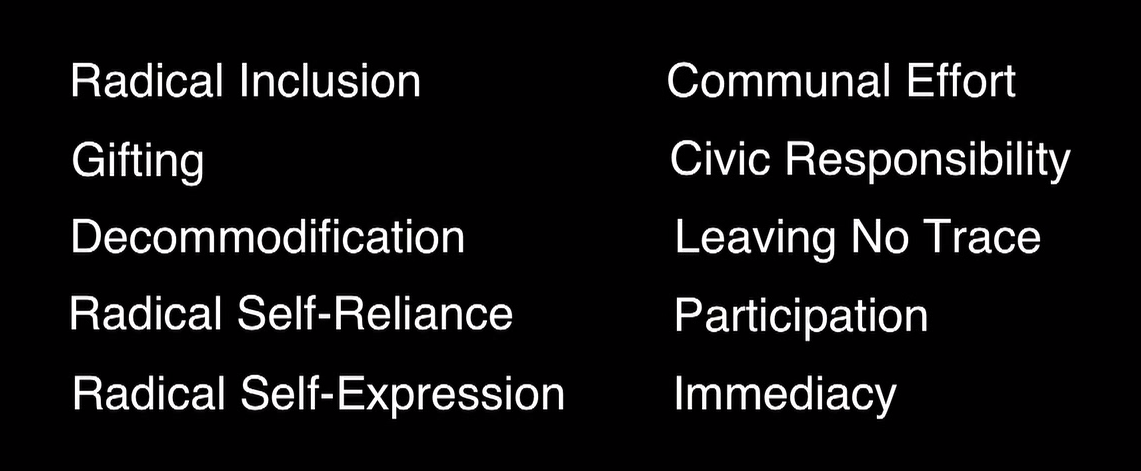 Radical Inclusion
Gifting
Decommodification
Radical Self-Reliance
Radical Self-Expression
Communal Effort
Civic Responsibility
Leaving No Trace
Participation
Immediacy